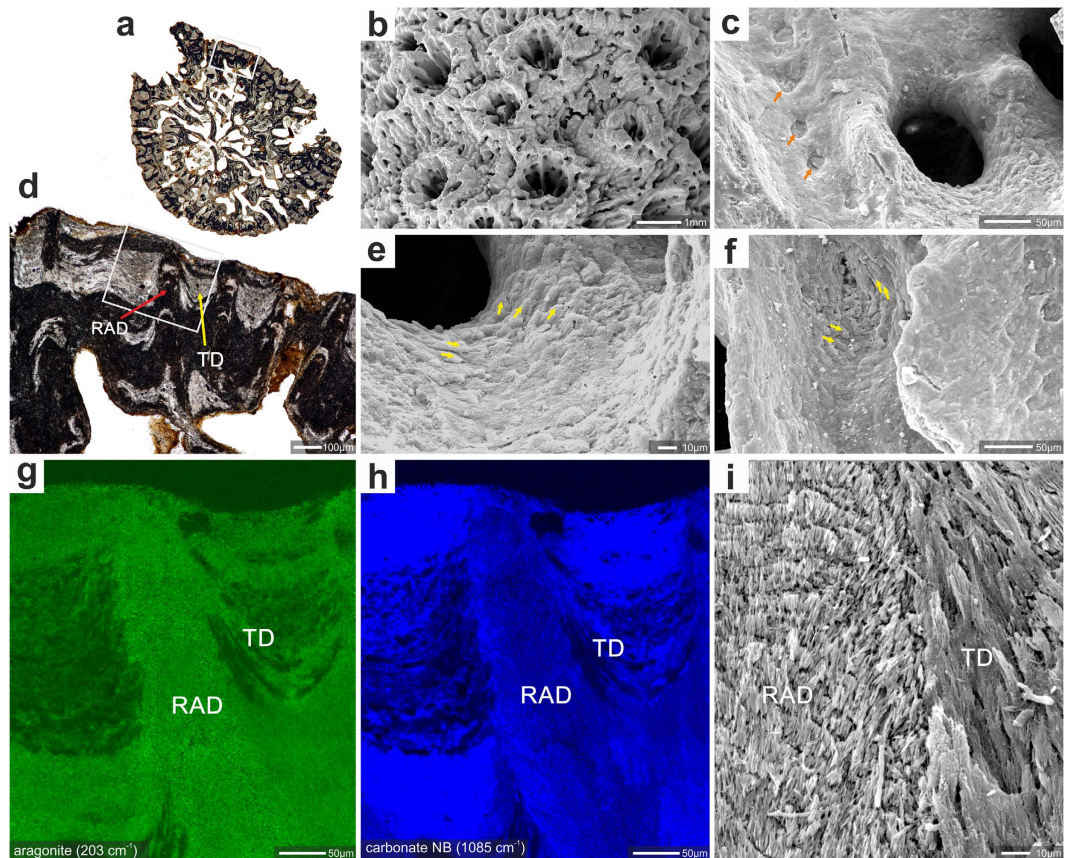 a
b
1mm
c
50µm
d
RAD
TD
100µm
e
10µm
f
50µm
g
TD
RAD
aragonite (203 cm⁻¹)
50µm
h
TD
RAD
carbonate NB (1085 cm⁻¹)
50µm
i
RAD
TD
10µm